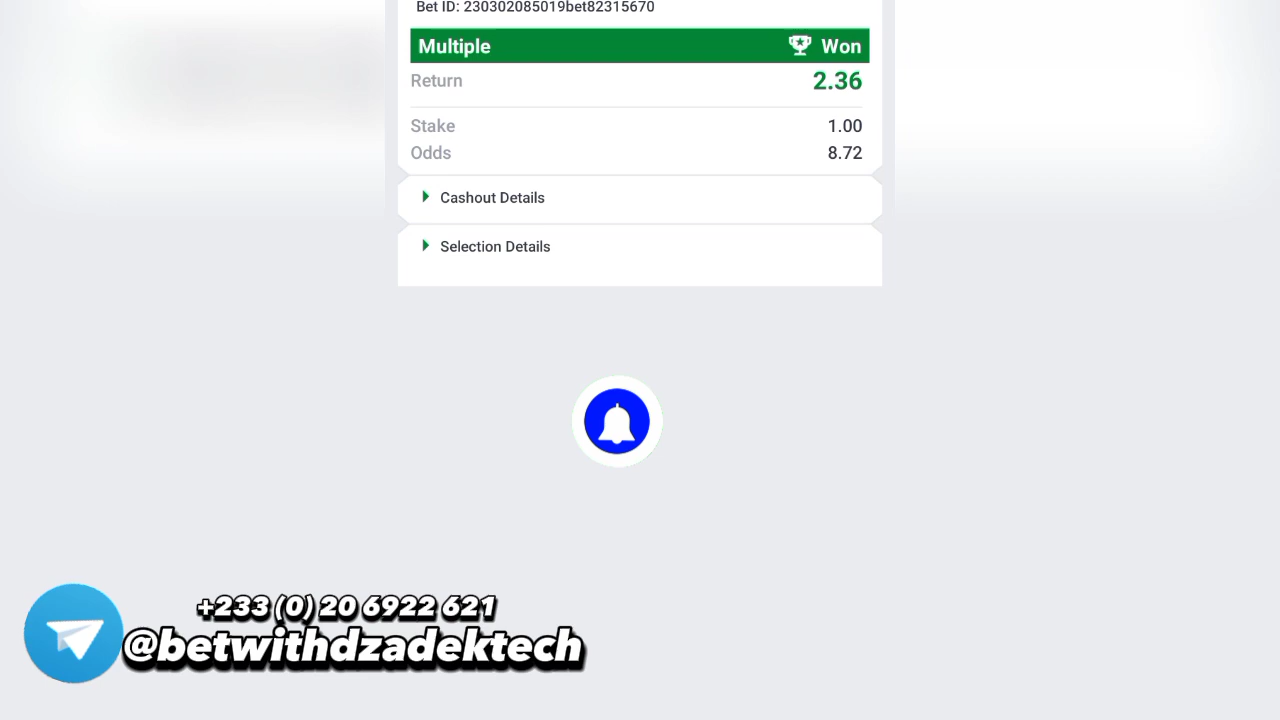 Bet ID: 230302085019bet82315670
Multiple Won
Return 2.36
Stake 1.00
Odds 8.72
Cashout Details
Selection Details
+233 (0) 20 6922 621
@betwithdzadektech